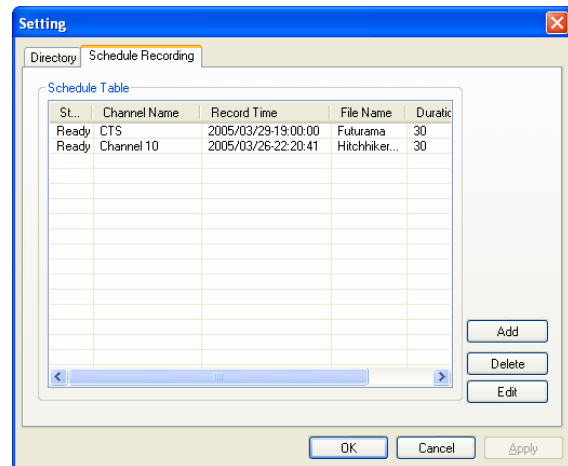 Setting
Directory Schedule Recording
Schedule Table
St... Channel Name Record Time File Name Duratic
Ready CTS 2005/03/29-19:00:00 Futurama 30
Ready Channel 10 2005/03/26-22:20:41 Hitchhiker... 30
Add
Delete
Edit
OK Cancel Apply